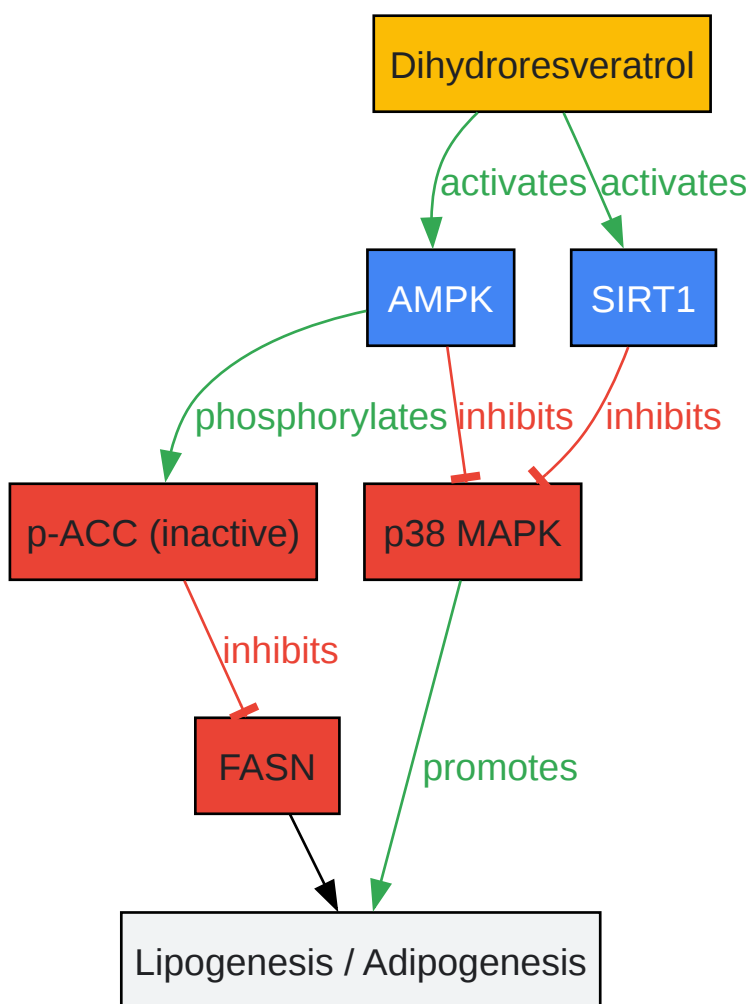 Dihydroresveratrol
activates activates
AMPK SIRT1
phosphorylates inhibits inhibits
p-ACC (inactive) p38 MAPK
inhibits
FASN promotes
Lipogenesis / Adipogenesis